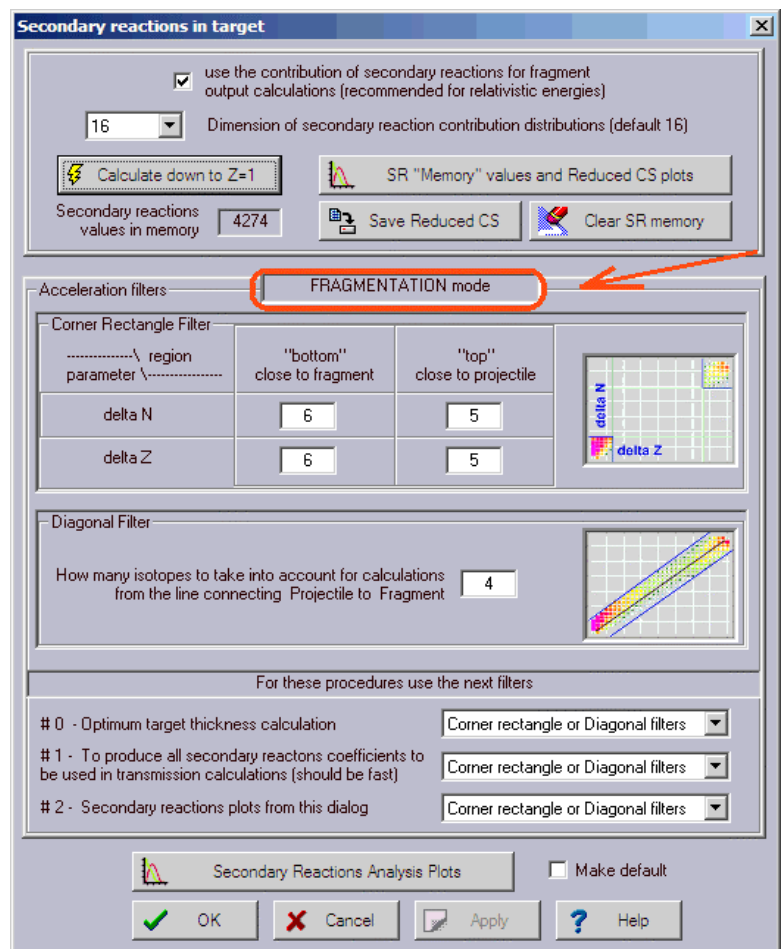 Secondary reactions in target
use the contribution of secondary reactions for fragment
output calculations (recommended for relativistic energies)
16
Dimension of secondary reaction contribution distributions (default 16)
Calculate down to Z=1
SR "Memory" values and Reduced CS plots
Secondary reactions
values in memory
4274
Save Reduced CS
Clear SR memory
Acceleration filters
FRAGMENTATION mode
Corner Rectangle Filter
---------------\ region
parameter \----------------
"bottom"
close to fragment
"top"
close to projectile
delta N
6
5
delta Z
6
5
delta N
delta Z
Diagonal Filter
How many isotopes to take into account for calculations
from the line connecting Projectile to Fragment
4
For these procedures use the next filters
# 0 - Optimum target thickness calculation
Corner rectangle or Diagonal filters
# 1 - To produce all secondary reactons coefficients to
be used in transmission calculations (should be fast)
Corner rectangle or Diagonal filters
# 2 - Secondary reactions plots from this dialog
Corner rectangle or Diagonal filters
Secondary Reactions Analysis Plots
Make default
OK
Cancel
Apply
? Help